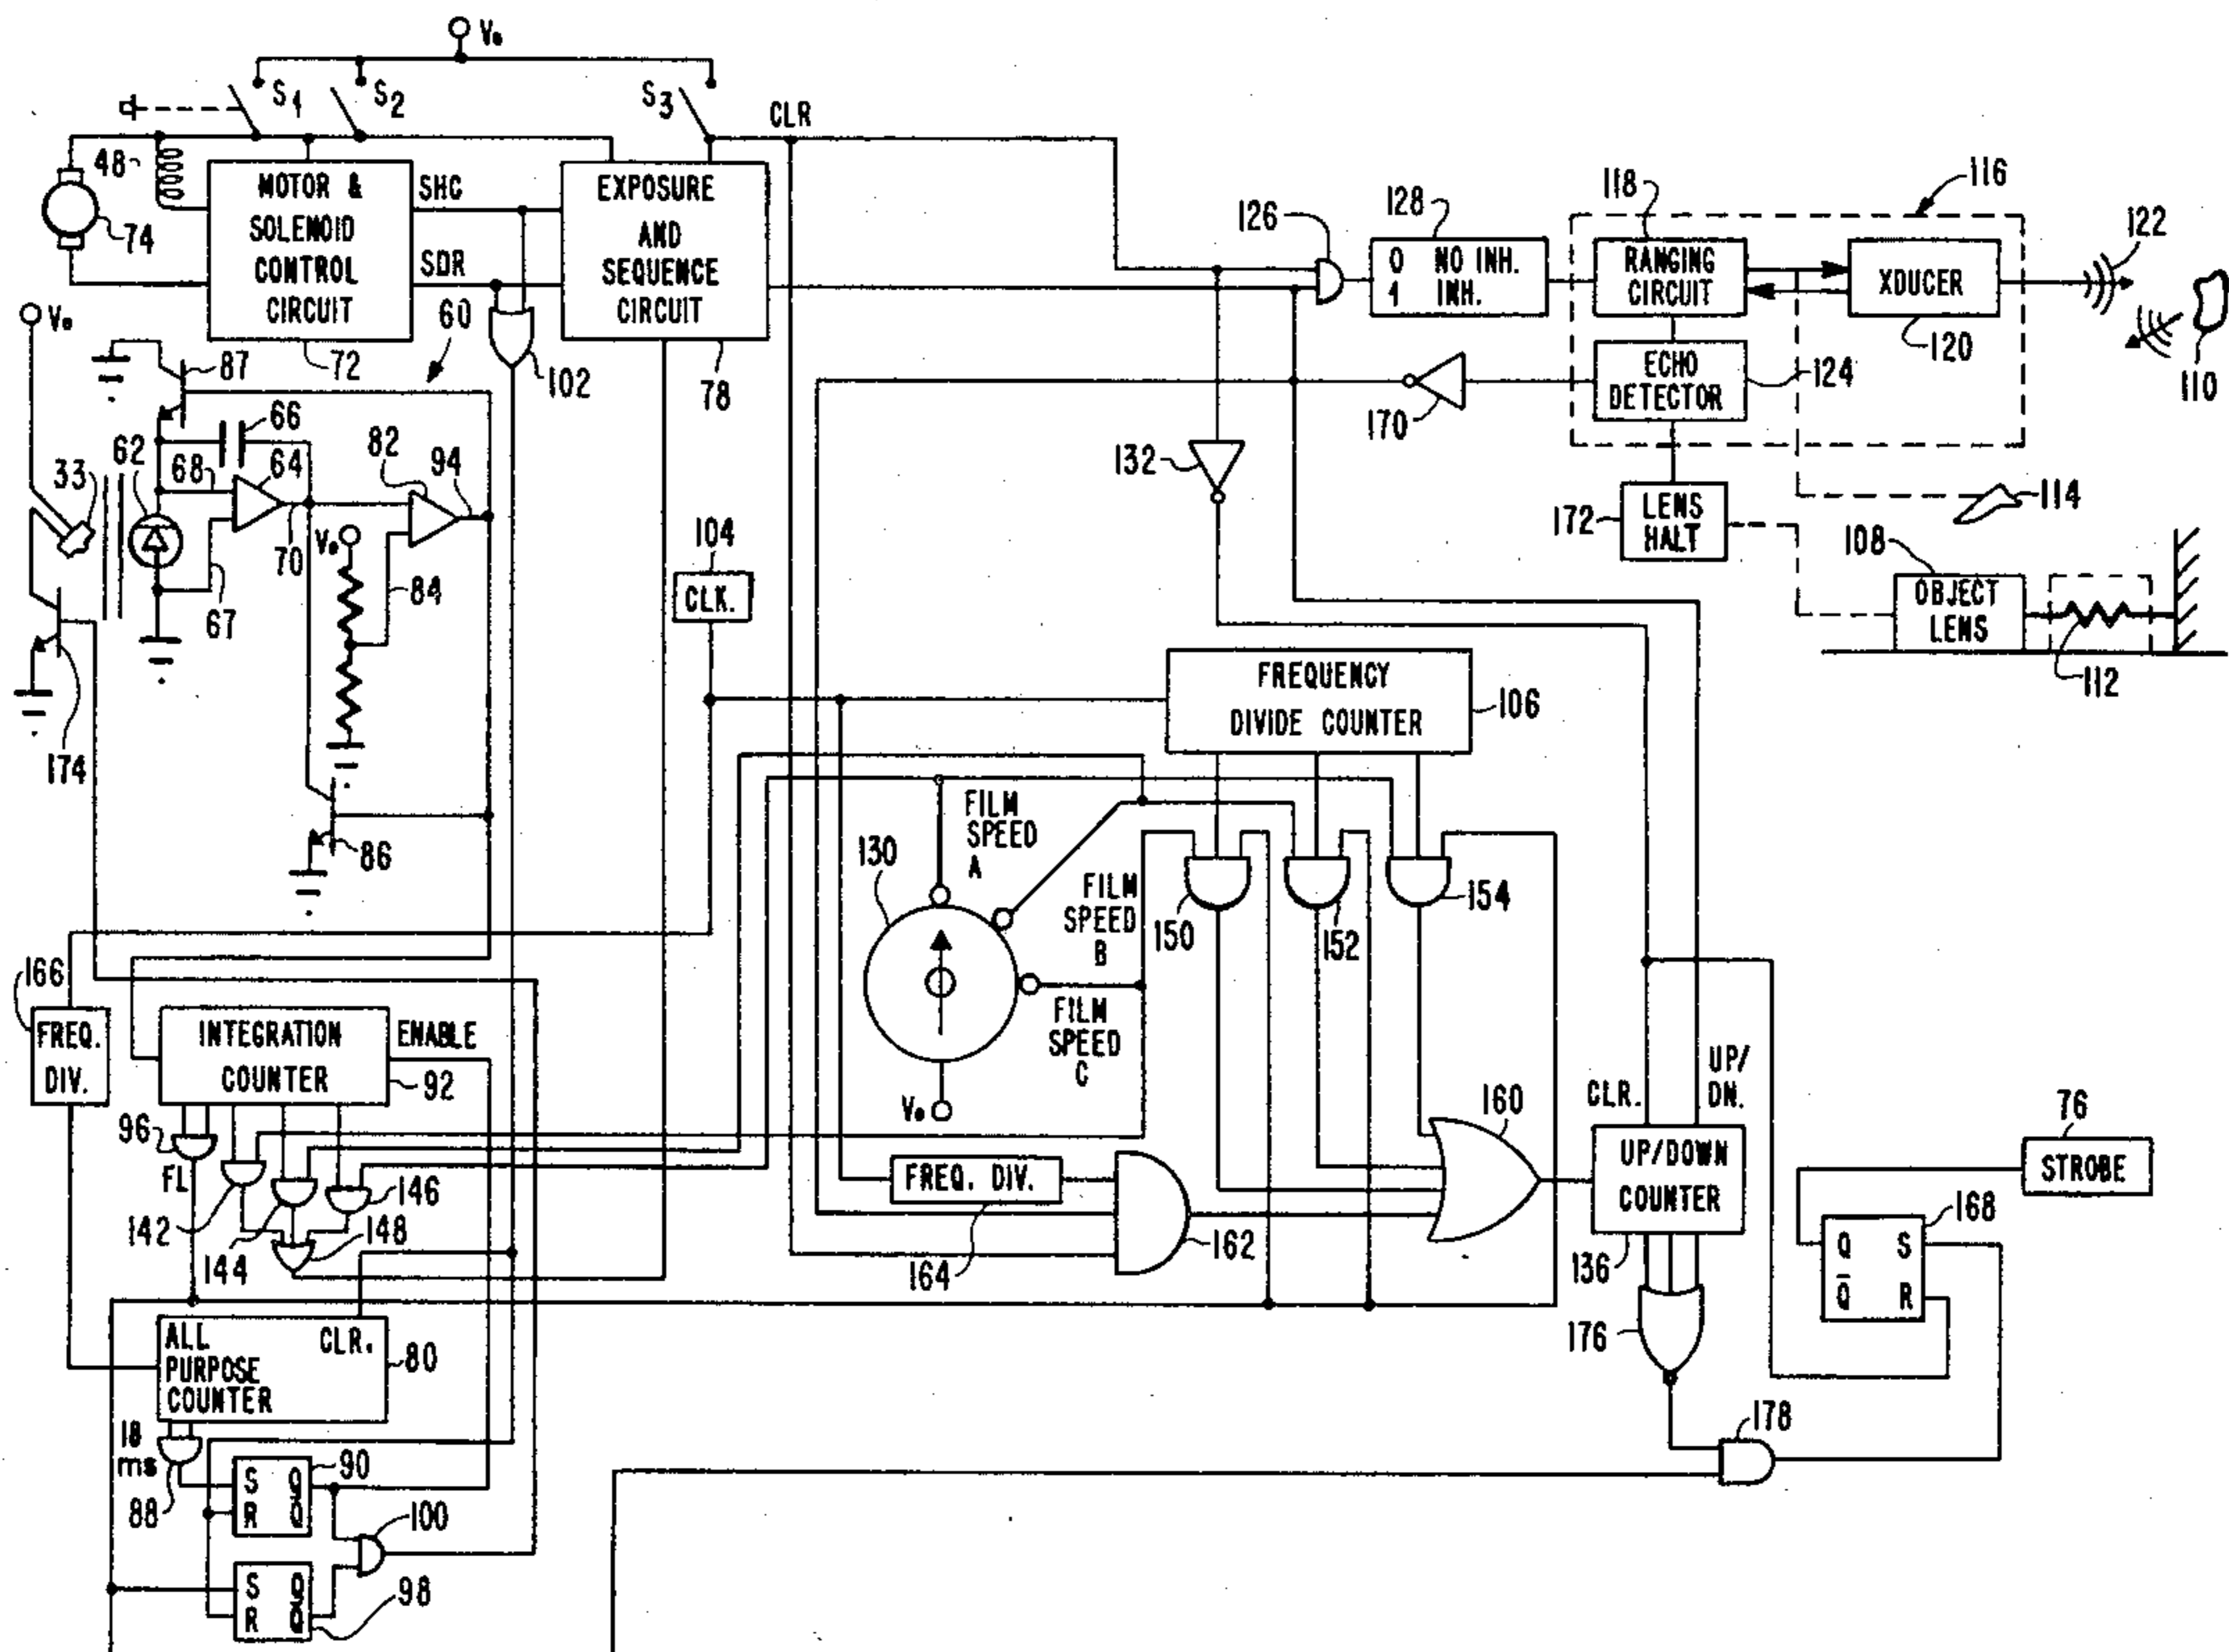 Vo
S1
S2
S3
CLR
48
74
MOTOR &
SOLENOID
CONTROL
CIRCUIT
72
SHC
SDR
60
EXPOSURE
AND
SEQUENCE
CIRCUIT
78
102
126
128
0 NO INH.
1 INH.
118
RANGING
CIRCUIT
116
XDUCER
120
122
110
ECHO
DETECTOR
124
170
132
LENS
HALT
172
114
108
OBJECT
LENS
112
Vo
87
66
62
68
64
82
94
33
70
67
Vo
84
174
86
104
CLK.
FREQUENCY
DIVIDE COUNTER
106
FILM
SPEED
A
130
FILM
SPEED
B
FILM
SPEED
C
Vo
150
152
154
166
FREQ.
DIV.
INTEGRATION
COUNTER
ENABLE
92
96
FL
142
144
146
148
FREQ. DIV.
164
162
160
CLR.
UP/
DN.
UP/DOWN
COUNTER
136
76
STROBE
168
Q S
Q̅ R
176
178
ALL
PURPOSE
COUNTER
CLR.
80
18
ms
88
90
S Q
R Q̅
100
S Q
R Q̅
98